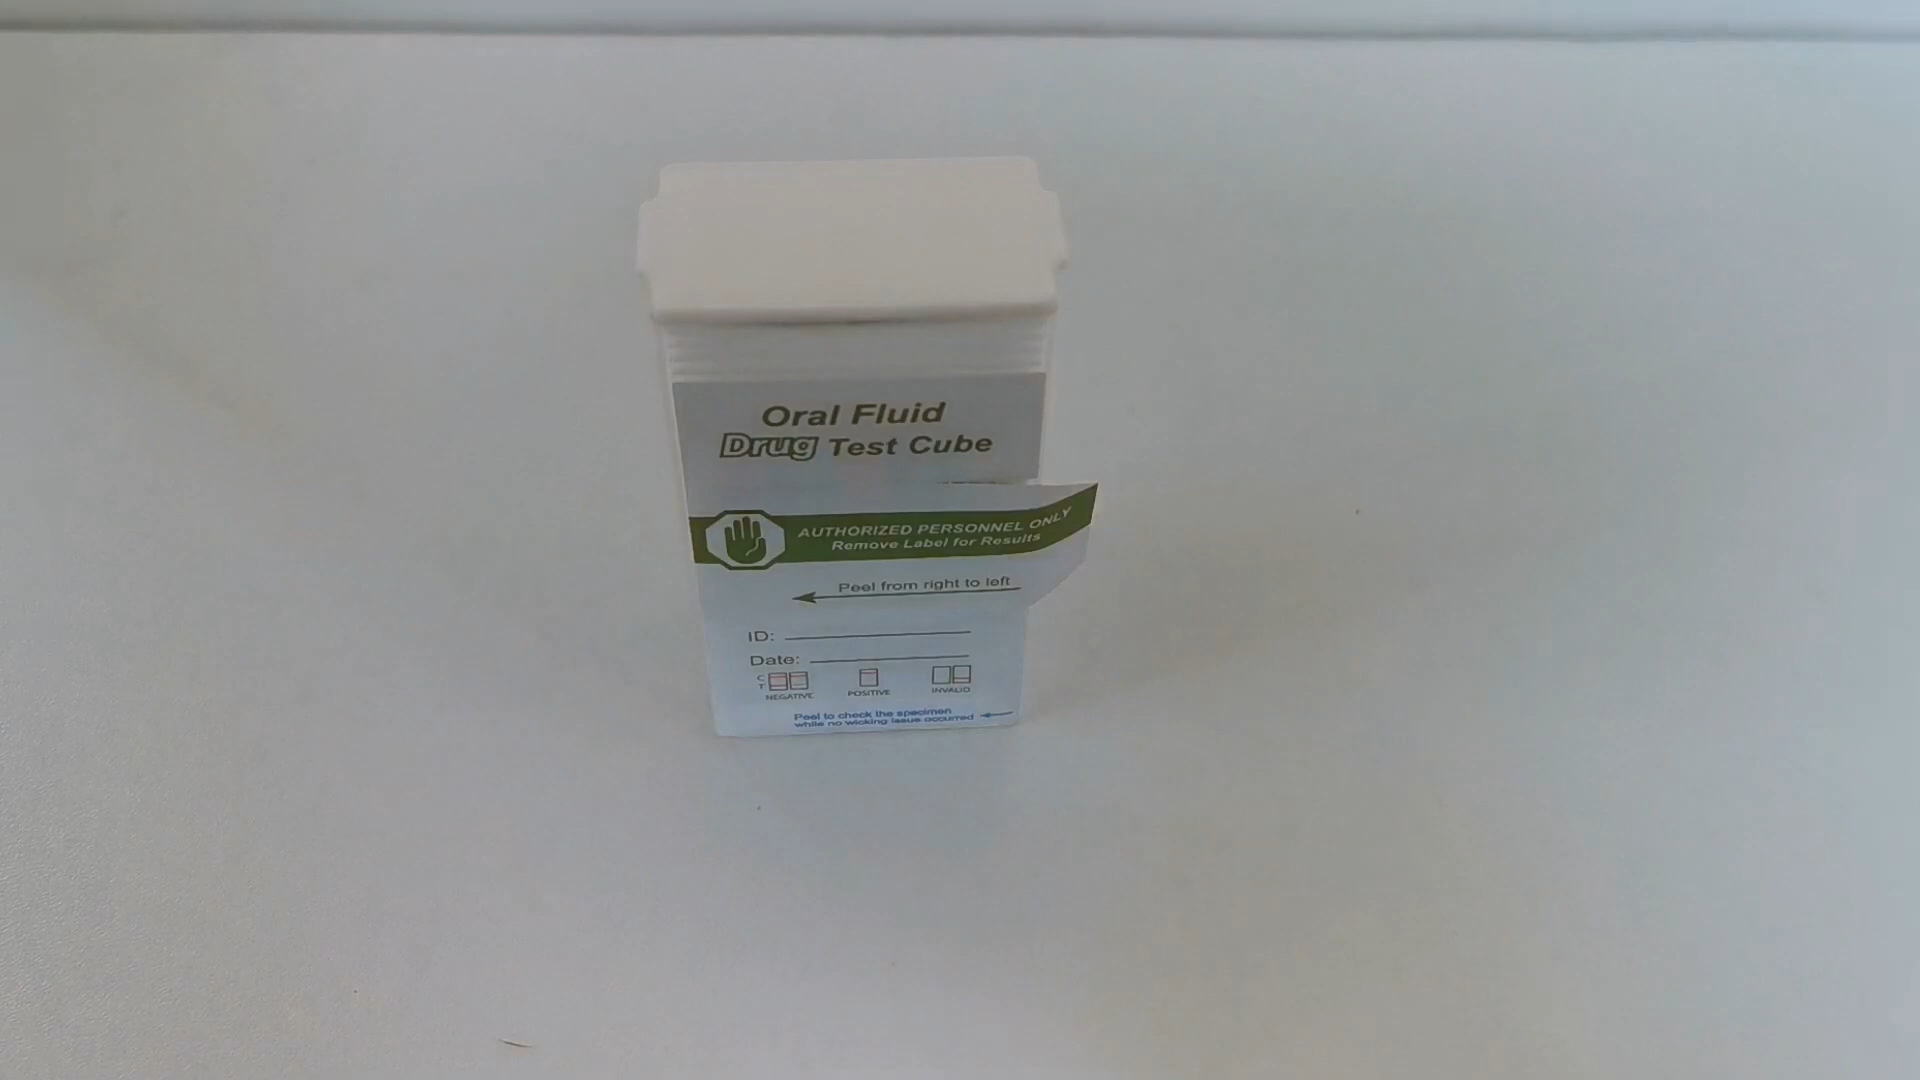 Oral Fluid
Drug Test Cube
AUTHORIZED PERSONNEL ONLY
Remove Label for Results
Peel from right to left
ID:
Date:
C
T
NEGATIVE POSITIVE INVALID
Peel to check the specimen
while no wicking issue occurred